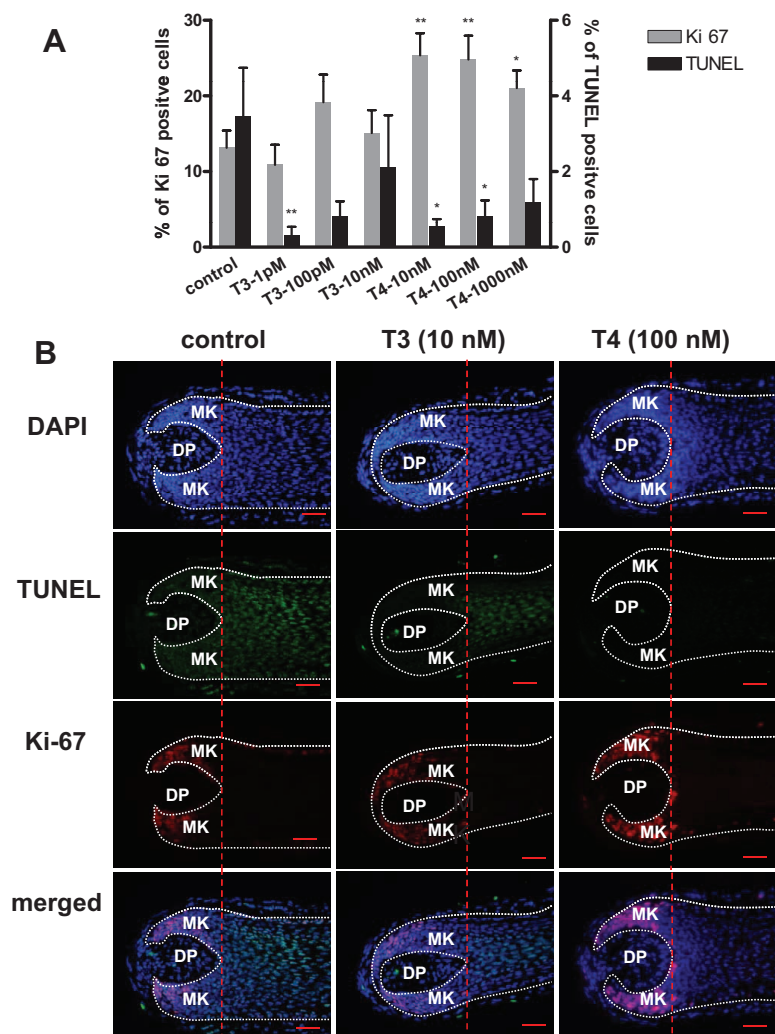 A
30
20
10
0
% of Ki 67 positve cells
** ** * ** * *
6
4
2
0
% of TUNEL positve cells
Ki 67
TUNEL
control T3-1pM T3-100pM T3-10nM T4-10nM T4-100nM T4-1000nM
B
control T3 (10 nM) T4 (100 nM)
DAPI
MK MK MK
DP DP DP
MK MK MK
TUNEL
MK MK MK
DP DP DP
MK MK MK
Ki-67
MK MK MK
DP DP M DP
MK MK K MK
merged
MK MK MK
DP DP DP
MK MK MK